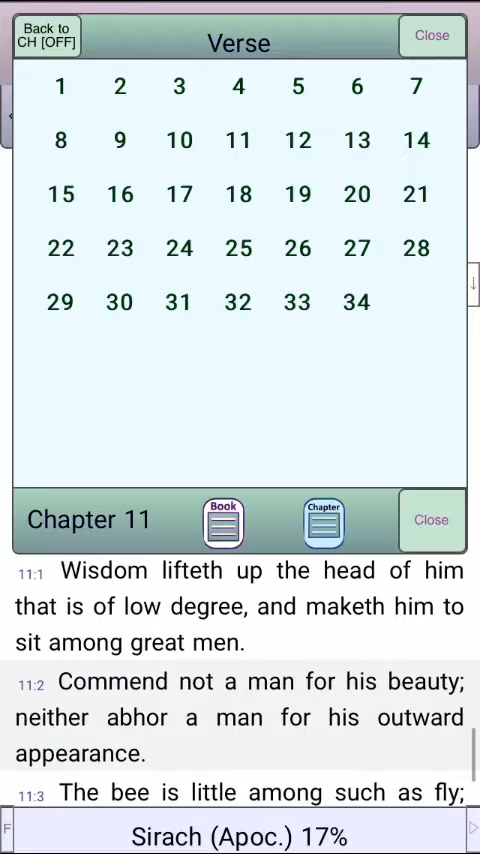 Back to
CH [OFF]
Verse
Close
1 2 3 4 5 6 7
8 9 10 11 12 13 14
15 16 17 18 19 20 21
22 23 24 25 26 27 28
29 30 31 32 33 34
Chapter 11
Book
Chapter
Close
11:1 Wisdom lifteth up the head of him
that is of low degree, and maketh him to
sit among great men.
11:2 Commend not a man for his beauty;
neither abhor a man for his outward
appearance.
11:3 The bee is little among such as fly;
F
Sirach (Apoc.) 17%